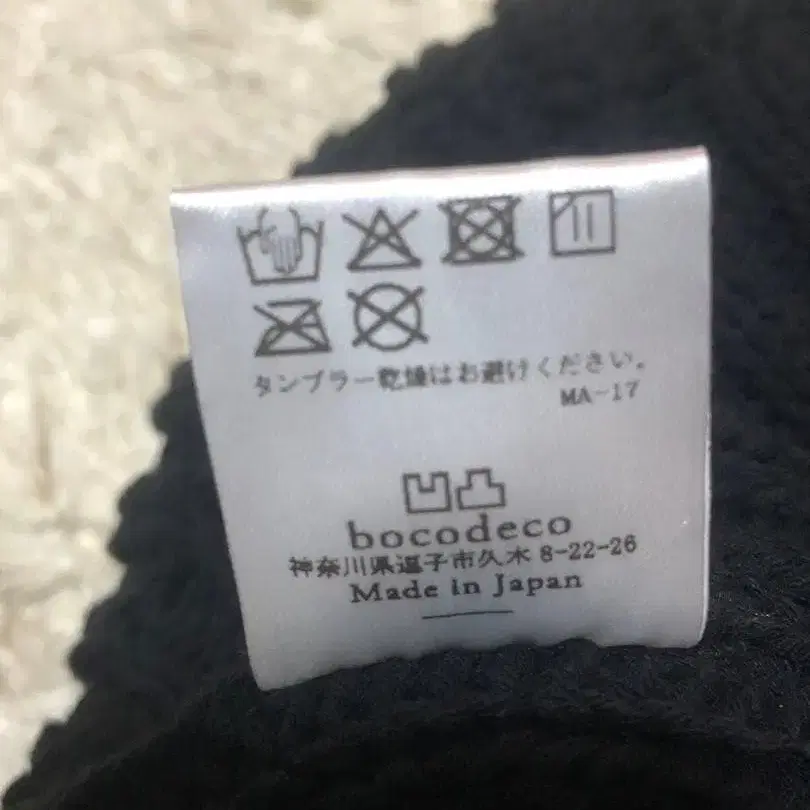 タンブラー乾燥はお避けください。
MA-17
bocodeco
神奈川県逗子市久木 8-22-26
Made in Japan